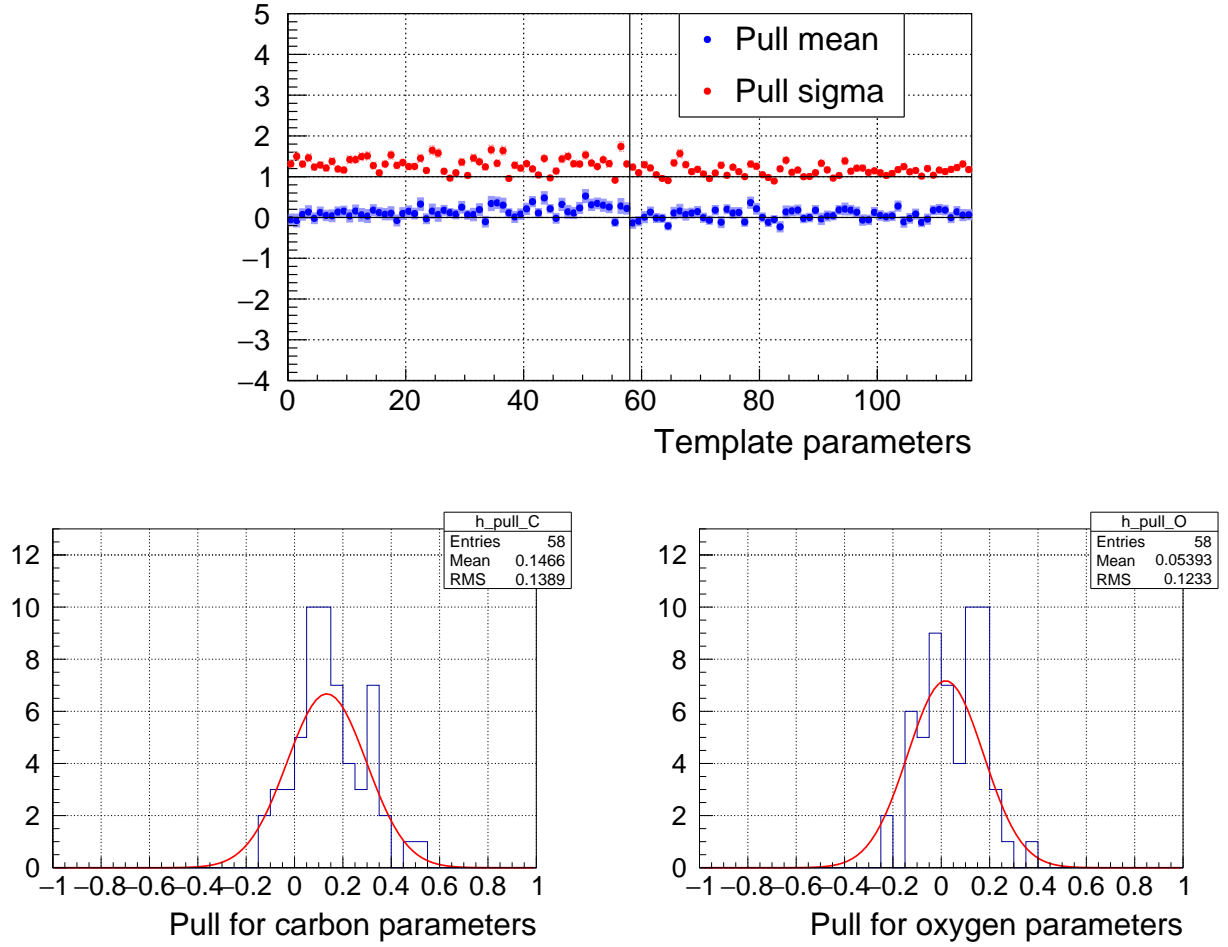 5
4
3
2
1
0
−1
−2
−3
−4
0 20 40 60 80 100
Pull mean
Pull sigma
Template parameters
h_pull_C
Entries 58
Mean 0.1466
RMS 0.1389
12
10
8
6
4
2
0
−1 −0.8 −0.6 −0.4 −0.2 0 0.2 0.4 0.6 0.8 1
Pull for carbon parameters
h_pull_O
Entries 58
Mean 0.05393
RMS 0.1233
12
10
8
6
4
2
0
−1 −0.8 −0.6 −0.4 −0.2 0 0.2 0.4 0.6 0.8 1
Pull for oxygen parameters